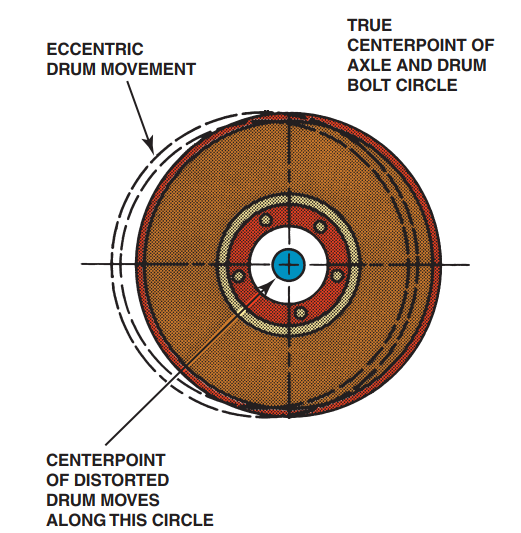 ECCENTRIC
DRUM MOVEMENT
TRUE
CENTERPOINT OF
AXLE AND DRUM
BOLT CIRCLE
CENTERPOINT
OF DISTORTED
DRUM MOVES
ALONG THIS CIRCLE